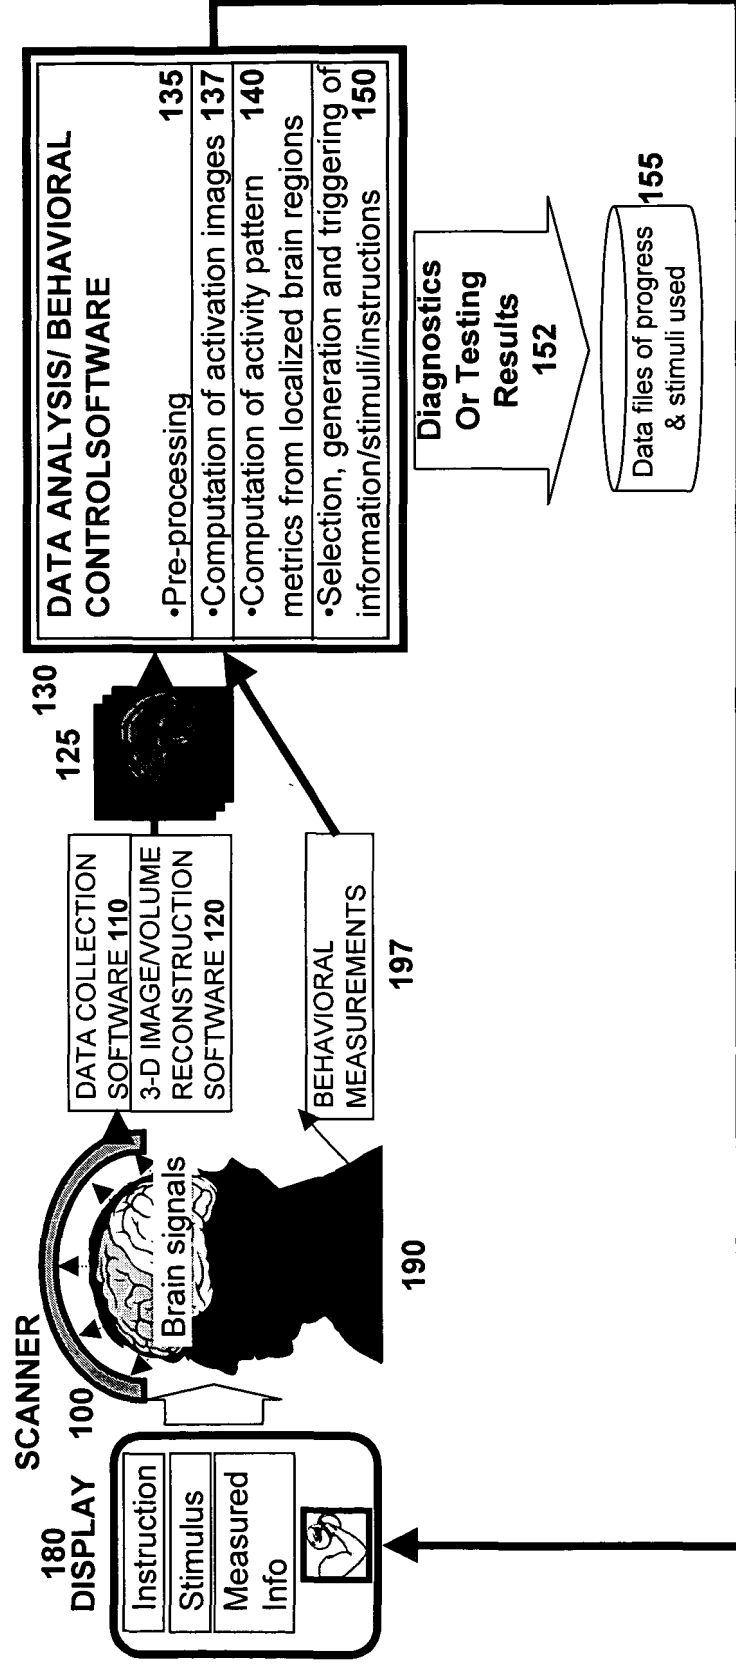 180
DISPLAY
Instruction
Stimulus
Measured
Info
SCANNER
100
Brain signals
190
DATA COLLECTION
SOFTWARE 110
3-D IMAGE/VOLUME
RECONSTRUCTION
SOFTWARE 120
BEHAVIORAL
MEASUREMENTS
197
125
130
DATA ANALYSIS/ BEHAVIORAL
CONTROLSOFTWARE
•Pre-processing 135
•Computation of activation images 137
•Computation of activity pattern 140
metrics from localized brain regions
•Selection, generation and triggering of
information/stimuli/instructions 150
Diagnostics
Or Testing
Results
152
Data files of progress
& stimuli used
155